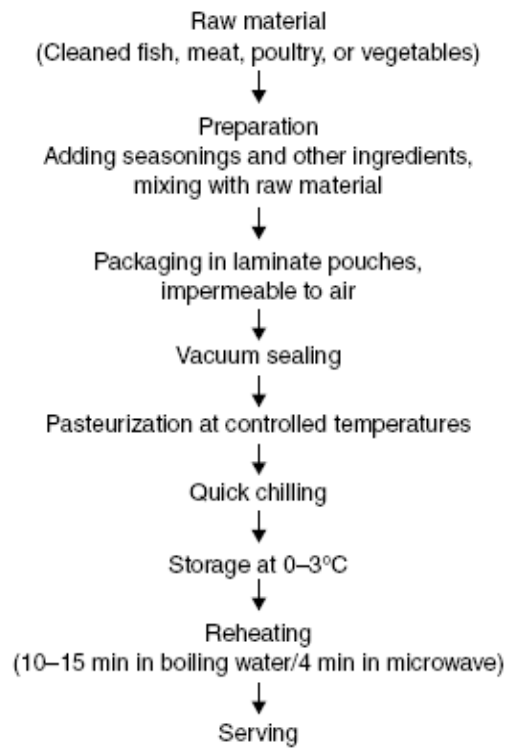 Raw material
(Cleaned fish, meat, poultry, or vegetables)
Preparation
Adding seasonings and other ingredients,
mixing with raw material
Packaging in laminate pouches,
impermeable to air
Vacuum sealing
Pasteurization at controlled temperatures
Quick chilling
Storage at 0–3°C
Reheating
(10–15 min in boiling water/4 min in microwave)
Serving